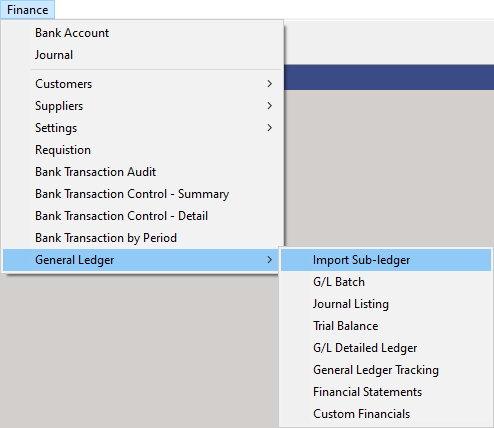 Finance
Bank Account
Journal
Customers
Suppliers
Settings
Requistion
Bank Transaction Audit
Bank Transaction Control - Summary
Bank Transaction Control - Detail
Bank Transaction by Period
General Ledger
Import Sub-ledger
G/L Batch
Journal Listing
Trial Balance
G/L Detailed Ledger
General Ledger Tracking
Financial Statements
Custom Financials